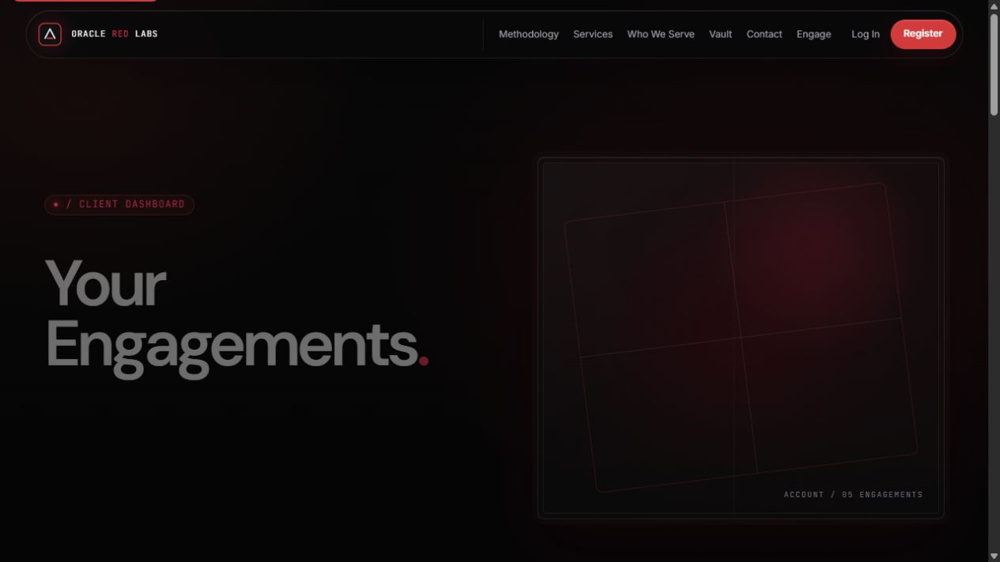 ORACLE RED LABS
Methodology Services Who We Serve Vault Contact Engage Log In Register
/ CLIENT DASHBOARD
Your
Engagements.
ACCOUNT / 05 ENGAGEMENTS